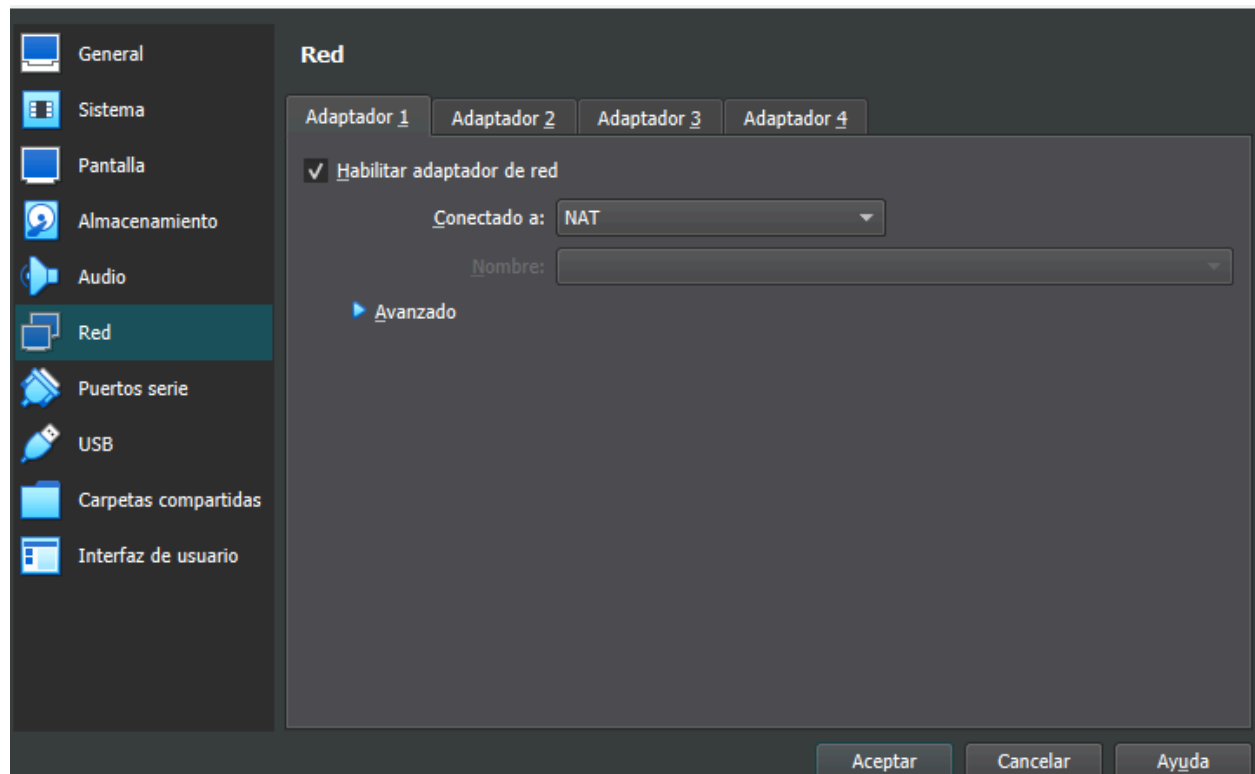 General
Sistema
Pantalla
Almacenamiento
Audio
Red
Puertos serie
USB
Carpetas compartidas
Interfaz de usuario
Red
Adaptador 1 Adaptador 2 Adaptador 3 Adaptador 4
Habilitar adaptador de red
Conectado a: NAT
Nombre:
Avanzado
Aceptar Cancelar Ayuda